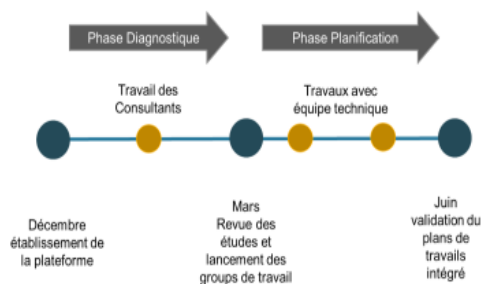 Phase Diagnostique
Phase Planification
Travail des
Consultants
Travaux avec
équipe technique
Décembre
établissement de
la plateforme
Mars
Revue des
études et
lancement des
groupes de travail
Juin
validation du
plans de
travails
intégré